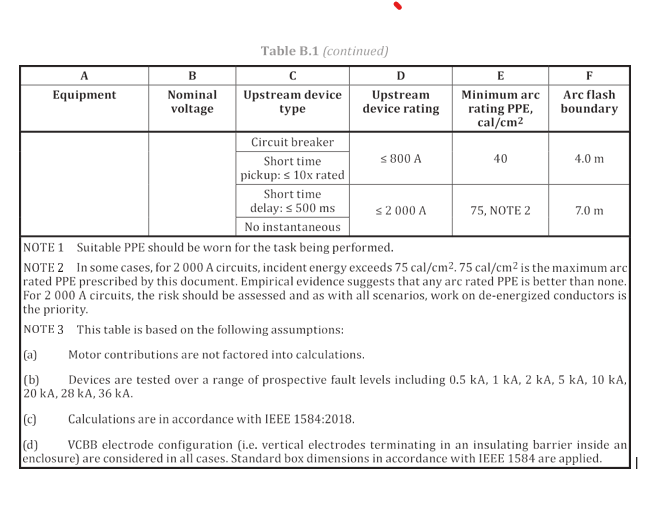 Table B.1 (continued)
A B C D E F
Equipment Nominal Upstream device Upstream Minimum arc Arc flash
voltage type device rating rating PPE, boundary
cal/cm²
Circuit breaker
Short time
pickup: ≤ 10x rated
≤ 800 A 40 4.0 m
Short time
delay: ≤ 500 ms
No instantaneous
≤ 2 000 A 75, NOTE 2 7.0 m
NOTE 1 Suitable PPE should be worn for the task being performed.
NOTE 2 In some cases, for 2 000 A circuits, incident energy exceeds 75 cal/cm². 75 cal/cm² is the maximum arc
rated PPE prescribed by this document. Empirical evidence suggests that any arc rated PPE is better than none.
For 2 000 A circuits, the risk should be assessed and as with all scenarios, work on de-energized conductors is
the priority.
NOTE 3 This table is based on the following assumptions:
(a) Motor contributions are not factored into calculations.
(b) Devices are tested over a range of prospective fault levels including 0.5 kA, 1 kA, 2 kA, 5 kA, 10 kA,
20 kA, 28 kA, 36 kA.
(c) Calculations are in accordance with IEEE 1584:2018.
(d) VCBB electrode configuration (i.e. vertical electrodes terminating in an insulating barrier inside an
enclosure) are considered in all cases. Standard box dimensions in accordance with IEEE 1584 are applied.